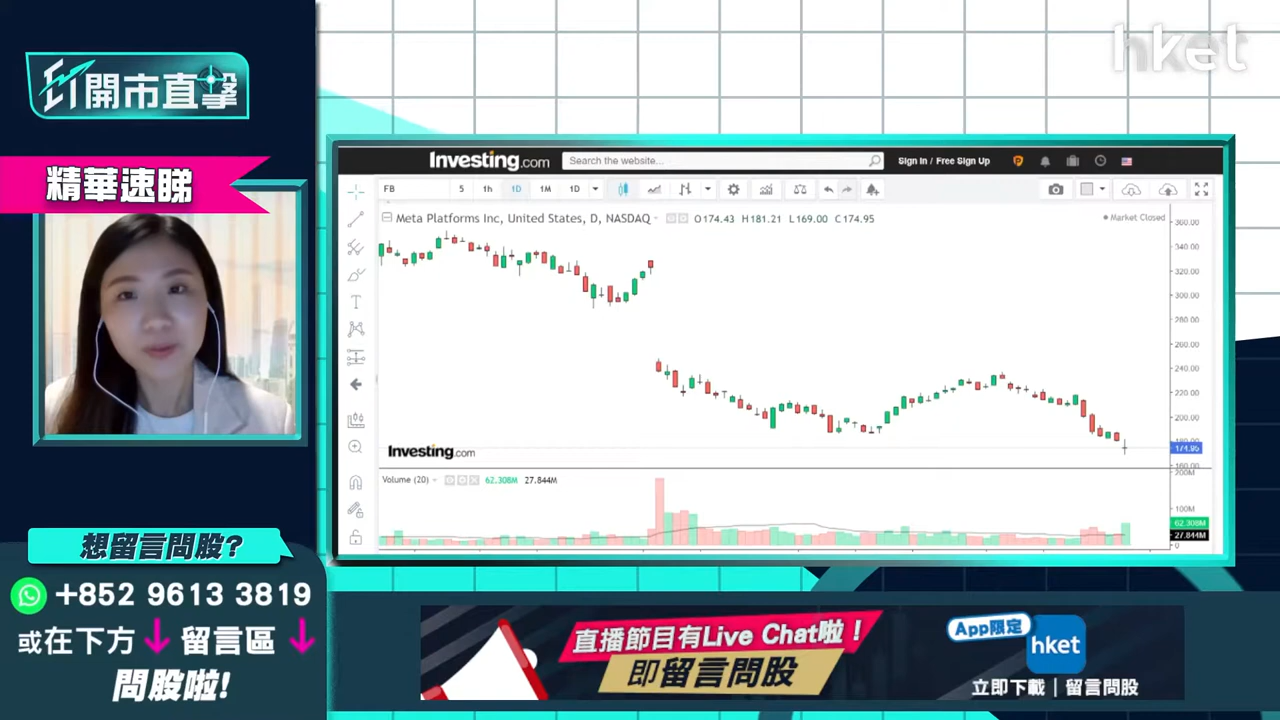 ET開市直擊
hket
精華速睇
Investing.com
Search the website...
Sign In / Free Sign Up
FB
5
1h
1D
1M
1D
Meta Platforms Inc, United States, D, NASDAQ
O174.43 H181.21 L169.00 C174.95
Market Closed
360.00
340.00
320.00
300.00
280.00
260.00
240.00
220.00
200.00
180.00
174.95
160.00
Investing.com
Volume (20)
62.308M
27.844M
200M
100M
62.308M
27.844M
0
想留言問股?
+852 9613 3819
或在下方↓留言區↓
問股啦!
直播節目有Live Chat啦!
即留言問股
App限定
hket
立即下載|留言問股